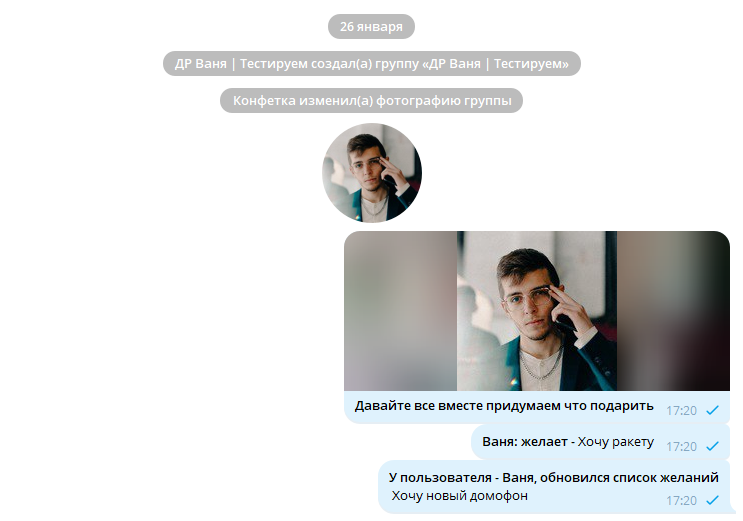 26 января
ДР Ваня | Тестируем создал(а) группу «ДР Ваня | Тестируем»
Конфетка изменил(а) фотографию группы
Давайте все вместе придумаем что подарить 17:20
Ваня: желает - Хочу ракету 17:20
У пользователя - Ваня, обновился список желаний
Хочу новый домофон 17:20